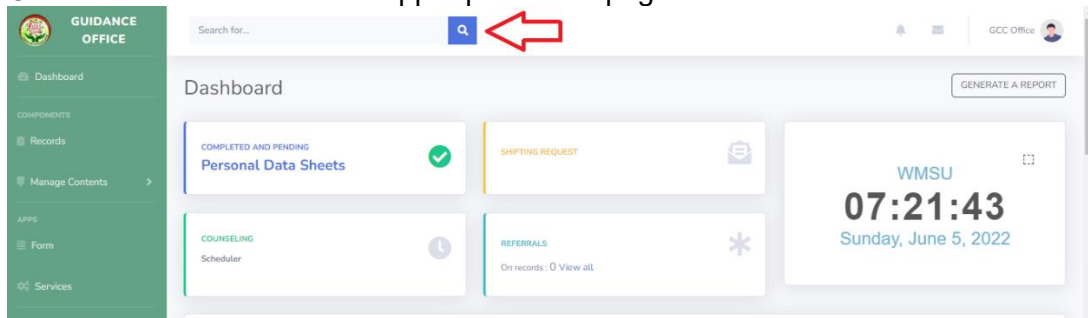 GUIDANCE
OFFICE
Search for...
GCC Office
Dashboard
Dashboard
GENERATE A REPORT
COMPONENTS
Records
Manage Contents
APPS
Form
Services
COMPLETED AND PENDING
Personal Data Sheets
SHIFTING REQUEST
COUNSELING
Scheduler
REFERRALS
On records : 0 View all
WMSU
07:21:43
Sunday, June 5, 2022